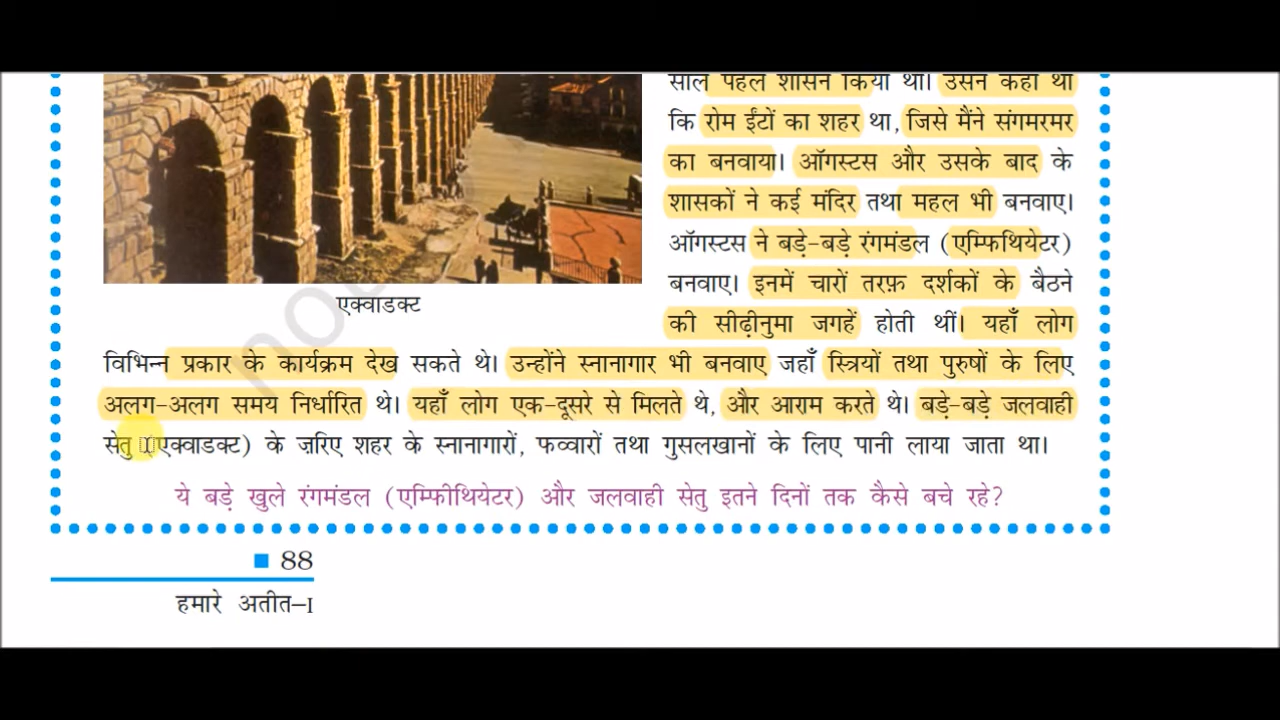 साल पहले शासन किया था। उसने कहा था
कि रोम ईंटों का शहर था, जिसे मैंने संगमरमर
का बनवाया। ऑगस्टस और उसके बाद के
शासकों ने कई मंदिर तथा महल भी बनवाए।
ऑगस्टस ने बड़े-बड़े रंगमंडल (एम्फिथियेटर)
बनवाए। इनमें चारों तरफ़ दर्शकों के बैठने
की सीढ़ीनुमा जगहें होती थीं। यहाँ लोग
एक्वाडक्ट
विभिन्न प्रकार के कार्यक्रम देख सकते थे। उन्होंने स्नानागार भी बनवाए जहाँ स्त्रियों तथा पुरुषों के लिए
अलग-अलग समय निर्धारित थे। यहाँ लोग एक-दूसरे से मिलते थे, और आराम करते थे। बड़े-बड़े जलवाही
सेतु (एक्वाडक्ट) के ज़रिए शहर के स्नानागारों, फव्वारों तथा गुसलखानों के लिए पानी लाया जाता था।
ये बड़े खुले रंगमंडल (एम्फीथियेटर) और जलवाही सेतु इतने दिनों तक कैसे बचे रहे?
88
हमारे अतीत–I